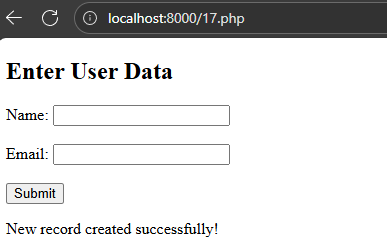 localhost:8000/17.php
Enter User Data
Name:
Email:
Submit
New record created successfully!